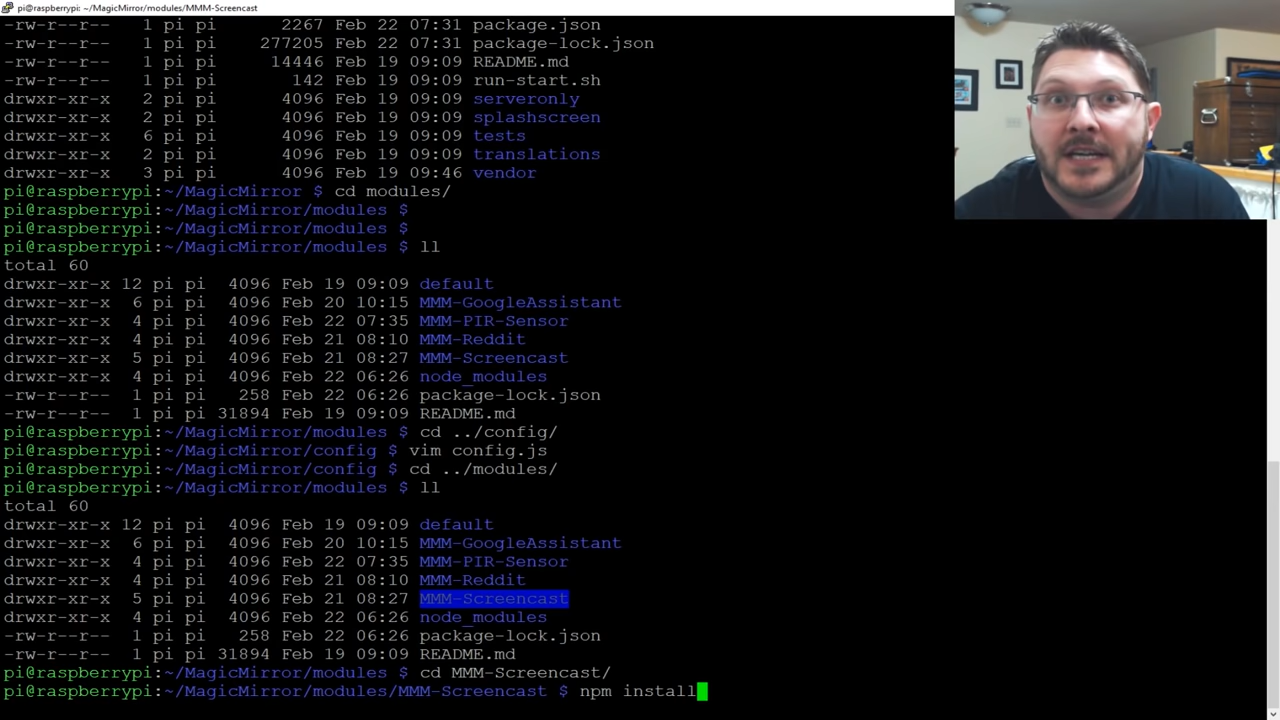 pi@raspberrypi: ~/MagicMirror/modules/MMM-Screencast
-rw-r--r-- 1 pi pi 2267 Feb 22 07:31 package.json
-rw-r--r-- 1 pi pi 277205 Feb 22 07:31 package-lock.json
-rw-r--r-- 1 pi pi 14446 Feb 19 09:09 README.md
-rw-r--r-- 1 pi pi 142 Feb 19 09:09 run-start.sh
drwxr-xr-x 2 pi pi 4096 Feb 19 09:09 serveronly
drwxr-xr-x 2 pi pi 4096 Feb 19 09:09 splashscreen
drwxr-xr-x 6 pi pi 4096 Feb 19 09:09 tests
drwxr-xr-x 2 pi pi 4096 Feb 19 09:09 translations
drwxr-xr-x 3 pi pi 4096 Feb 19 09:46 vendor
pi@raspberrypi:~/MagicMirror $ cd modules/
pi@raspberrypi:~/MagicMirror/modules $
pi@raspberrypi:~/MagicMirror/modules $
pi@raspberrypi:~/MagicMirror/modules $ ll
total 60
drwxr-xr-x 12 pi pi 4096 Feb 19 09:09 default
drwxr-xr-x 6 pi pi 4096 Feb 20 10:15 MMM-GoogleAssistant
drwxr-xr-x 4 pi pi 4096 Feb 22 07:35 MMM-PIR-Sensor
drwxr-xr-x 4 pi pi 4096 Feb 21 08:10 MMM-Reddit
drwxr-xr-x 5 pi pi 4096 Feb 21 08:27 MMM-Screencast
drwxr-xr-x 4 pi pi 4096 Feb 22 06:26 node_modules
-rw-r--r-- 1 pi pi 258 Feb 22 06:26 package-lock.json
-rw-r--r-- 1 pi pi 31894 Feb 19 09:09 README.md
pi@raspberrypi:~/MagicMirror/modules $ cd ../config/
pi@raspberrypi:~/MagicMirror/config $ vim config.js
pi@raspberrypi:~/MagicMirror/config $ cd ../modules/
pi@raspberrypi:~/MagicMirror/modules $ ll
total 60
drwxr-xr-x 12 pi pi 4096 Feb 19 09:09 default
drwxr-xr-x 6 pi pi 4096 Feb 20 10:15 MMM-GoogleAssistant
drwxr-xr-x 4 pi pi 4096 Feb 22 07:35 MMM-PIR-Sensor
drwxr-xr-x 4 pi pi 4096 Feb 21 08:10 MMM-Reddit
drwxr-xr-x 5 pi pi 4096 Feb 21 08:27 MMM-Screencast
drwxr-xr-x 4 pi pi 4096 Feb 22 06:26 node_modules
-rw-r--r-- 1 pi pi 258 Feb 22 06:26 package-lock.json
-rw-r--r-- 1 pi pi 31894 Feb 19 09:09 README.md
pi@raspberrypi:~/MagicMirror/modules $ cd MMM-Screencast/
pi@raspberrypi:~/MagicMirror/modules/MMM-Screencast $ npm install